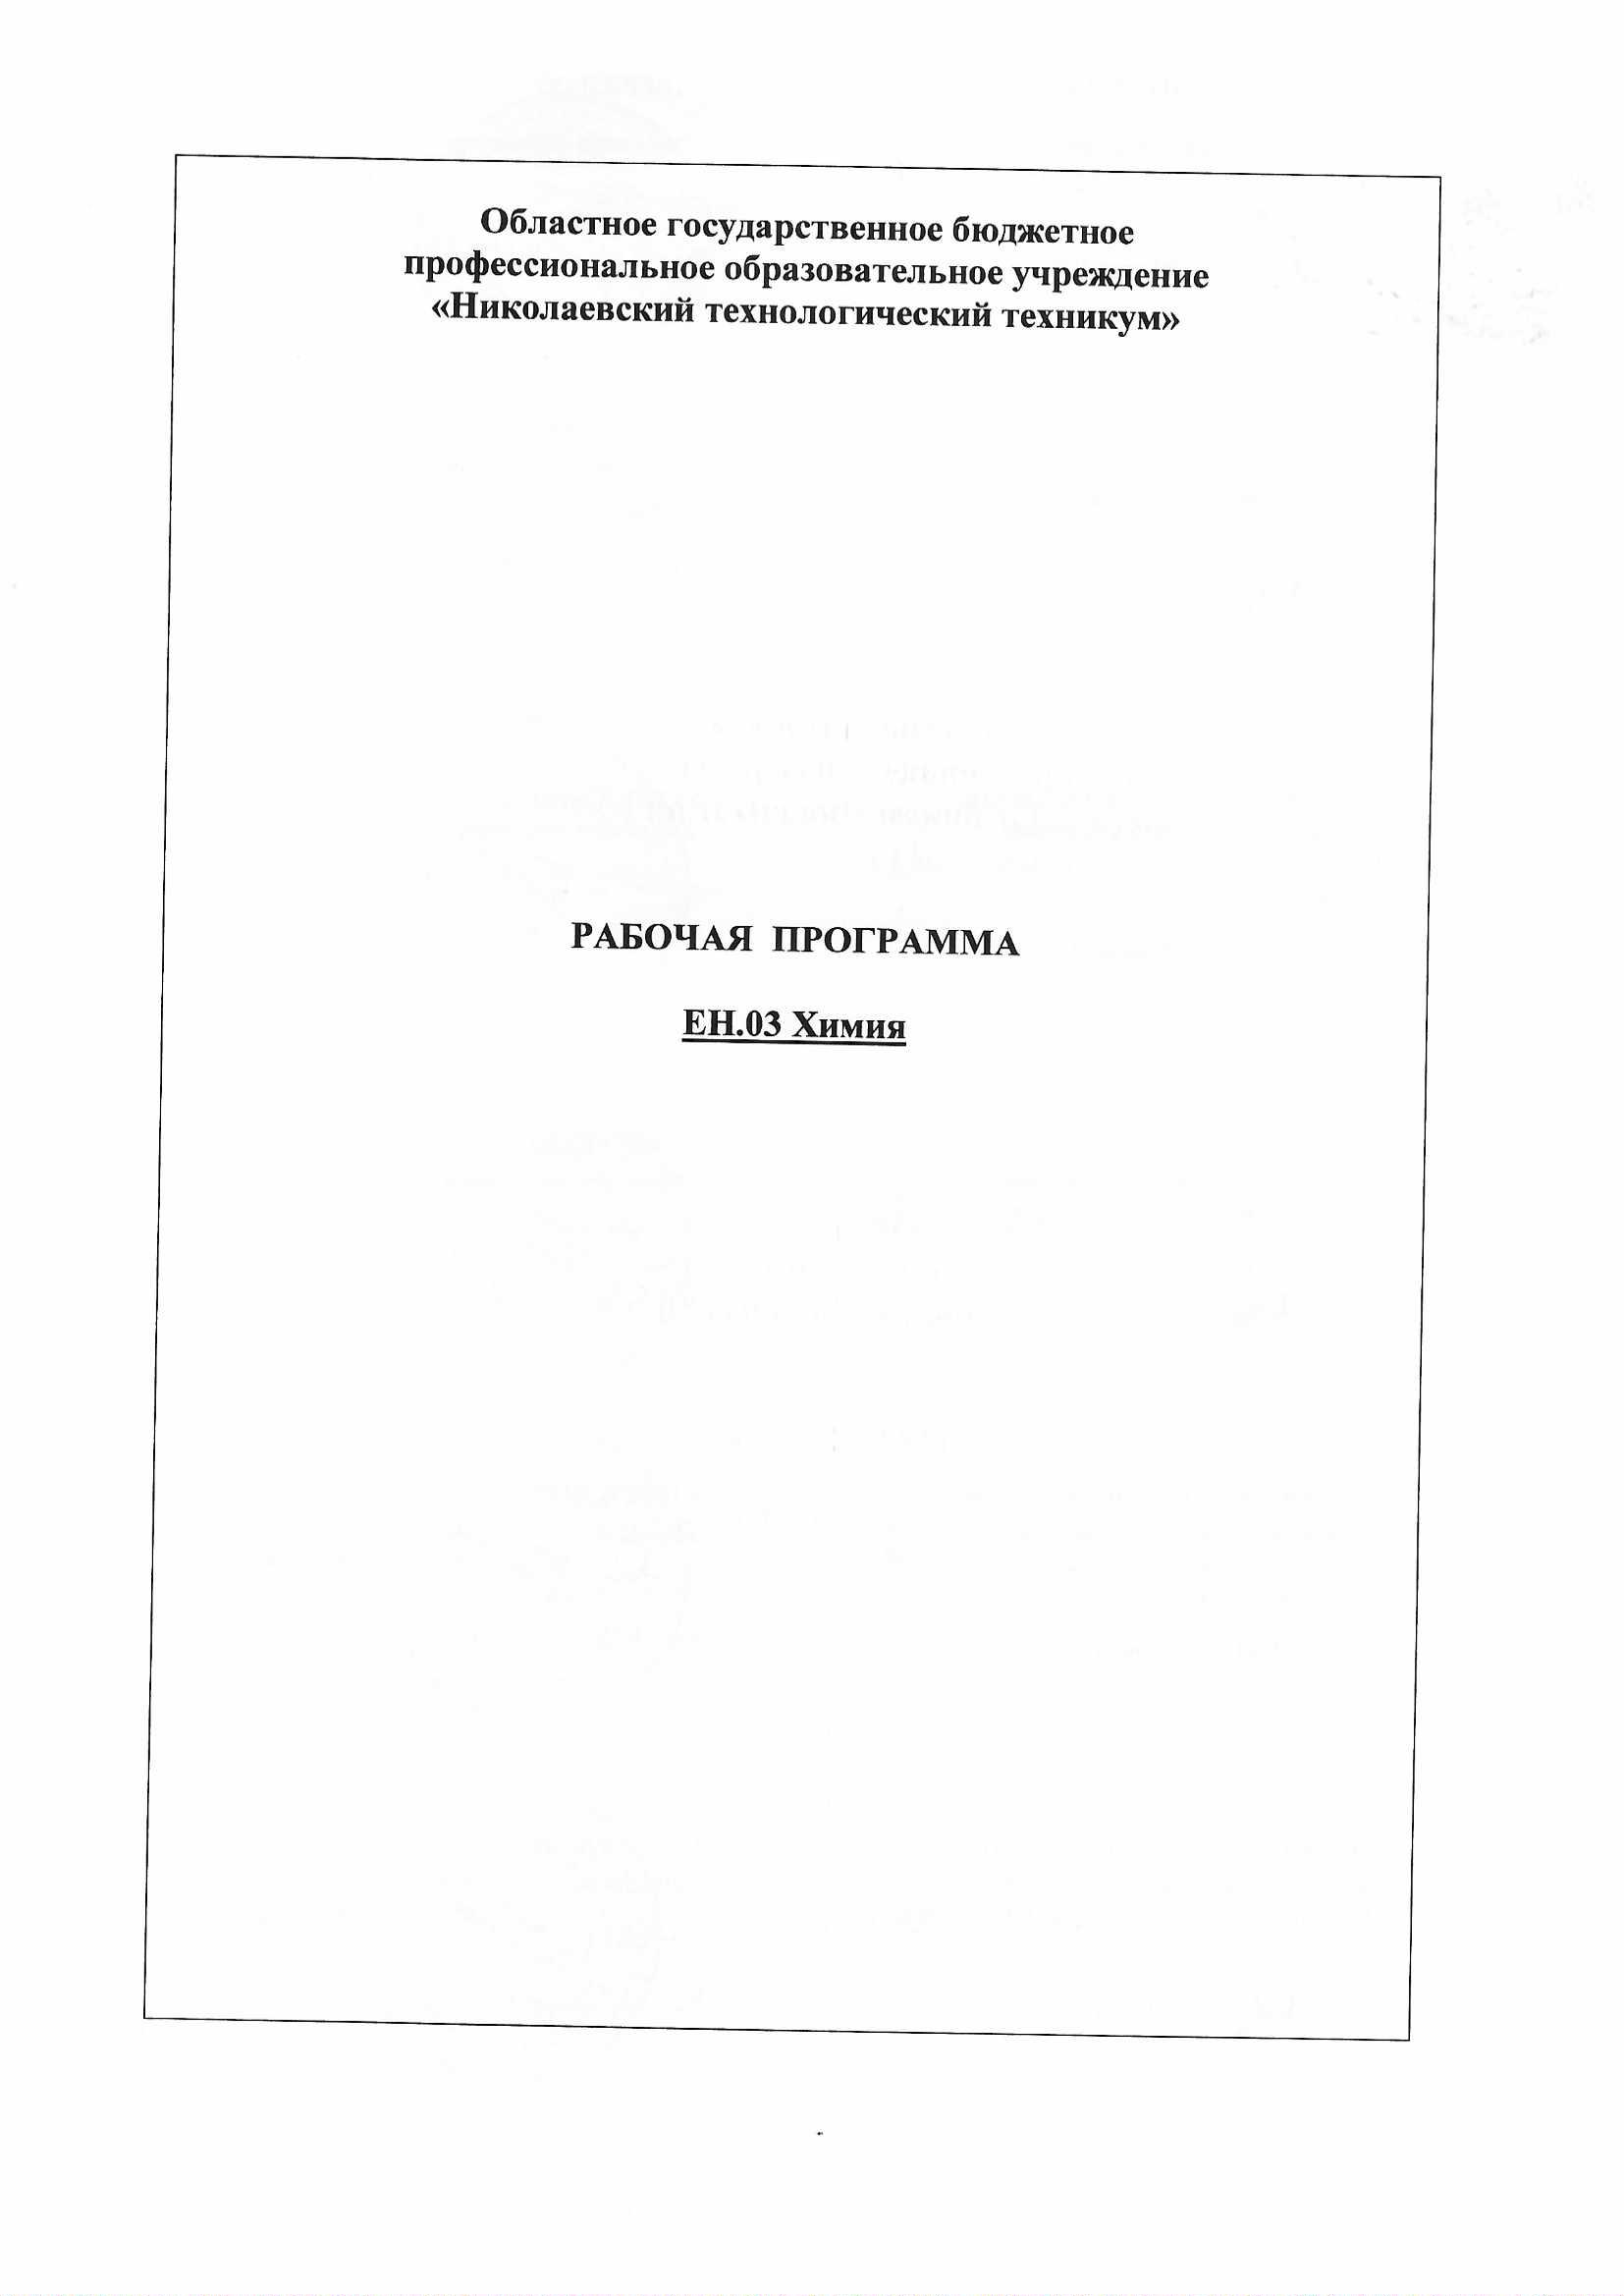 Областное государственное бюджетное
профессиональное образовательное учреждение
«Николаевский технологический техникум»
РАБОЧАЯ ПРОГРАММА
ЕН.03 Химия